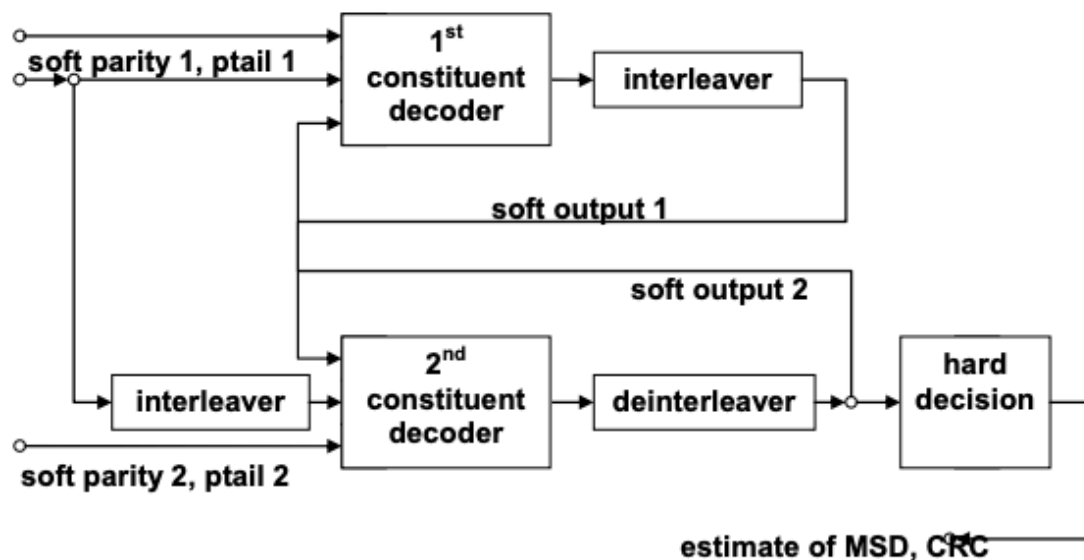 soft parity 1, ptail 1
1st
constituent
decoder
interleaver
soft output 1
soft output 2
interleaver
2nd
constituent
decoder
deinterleaver
hard
decision
soft parity 2, ptail 2
estimate of MSD, CRC